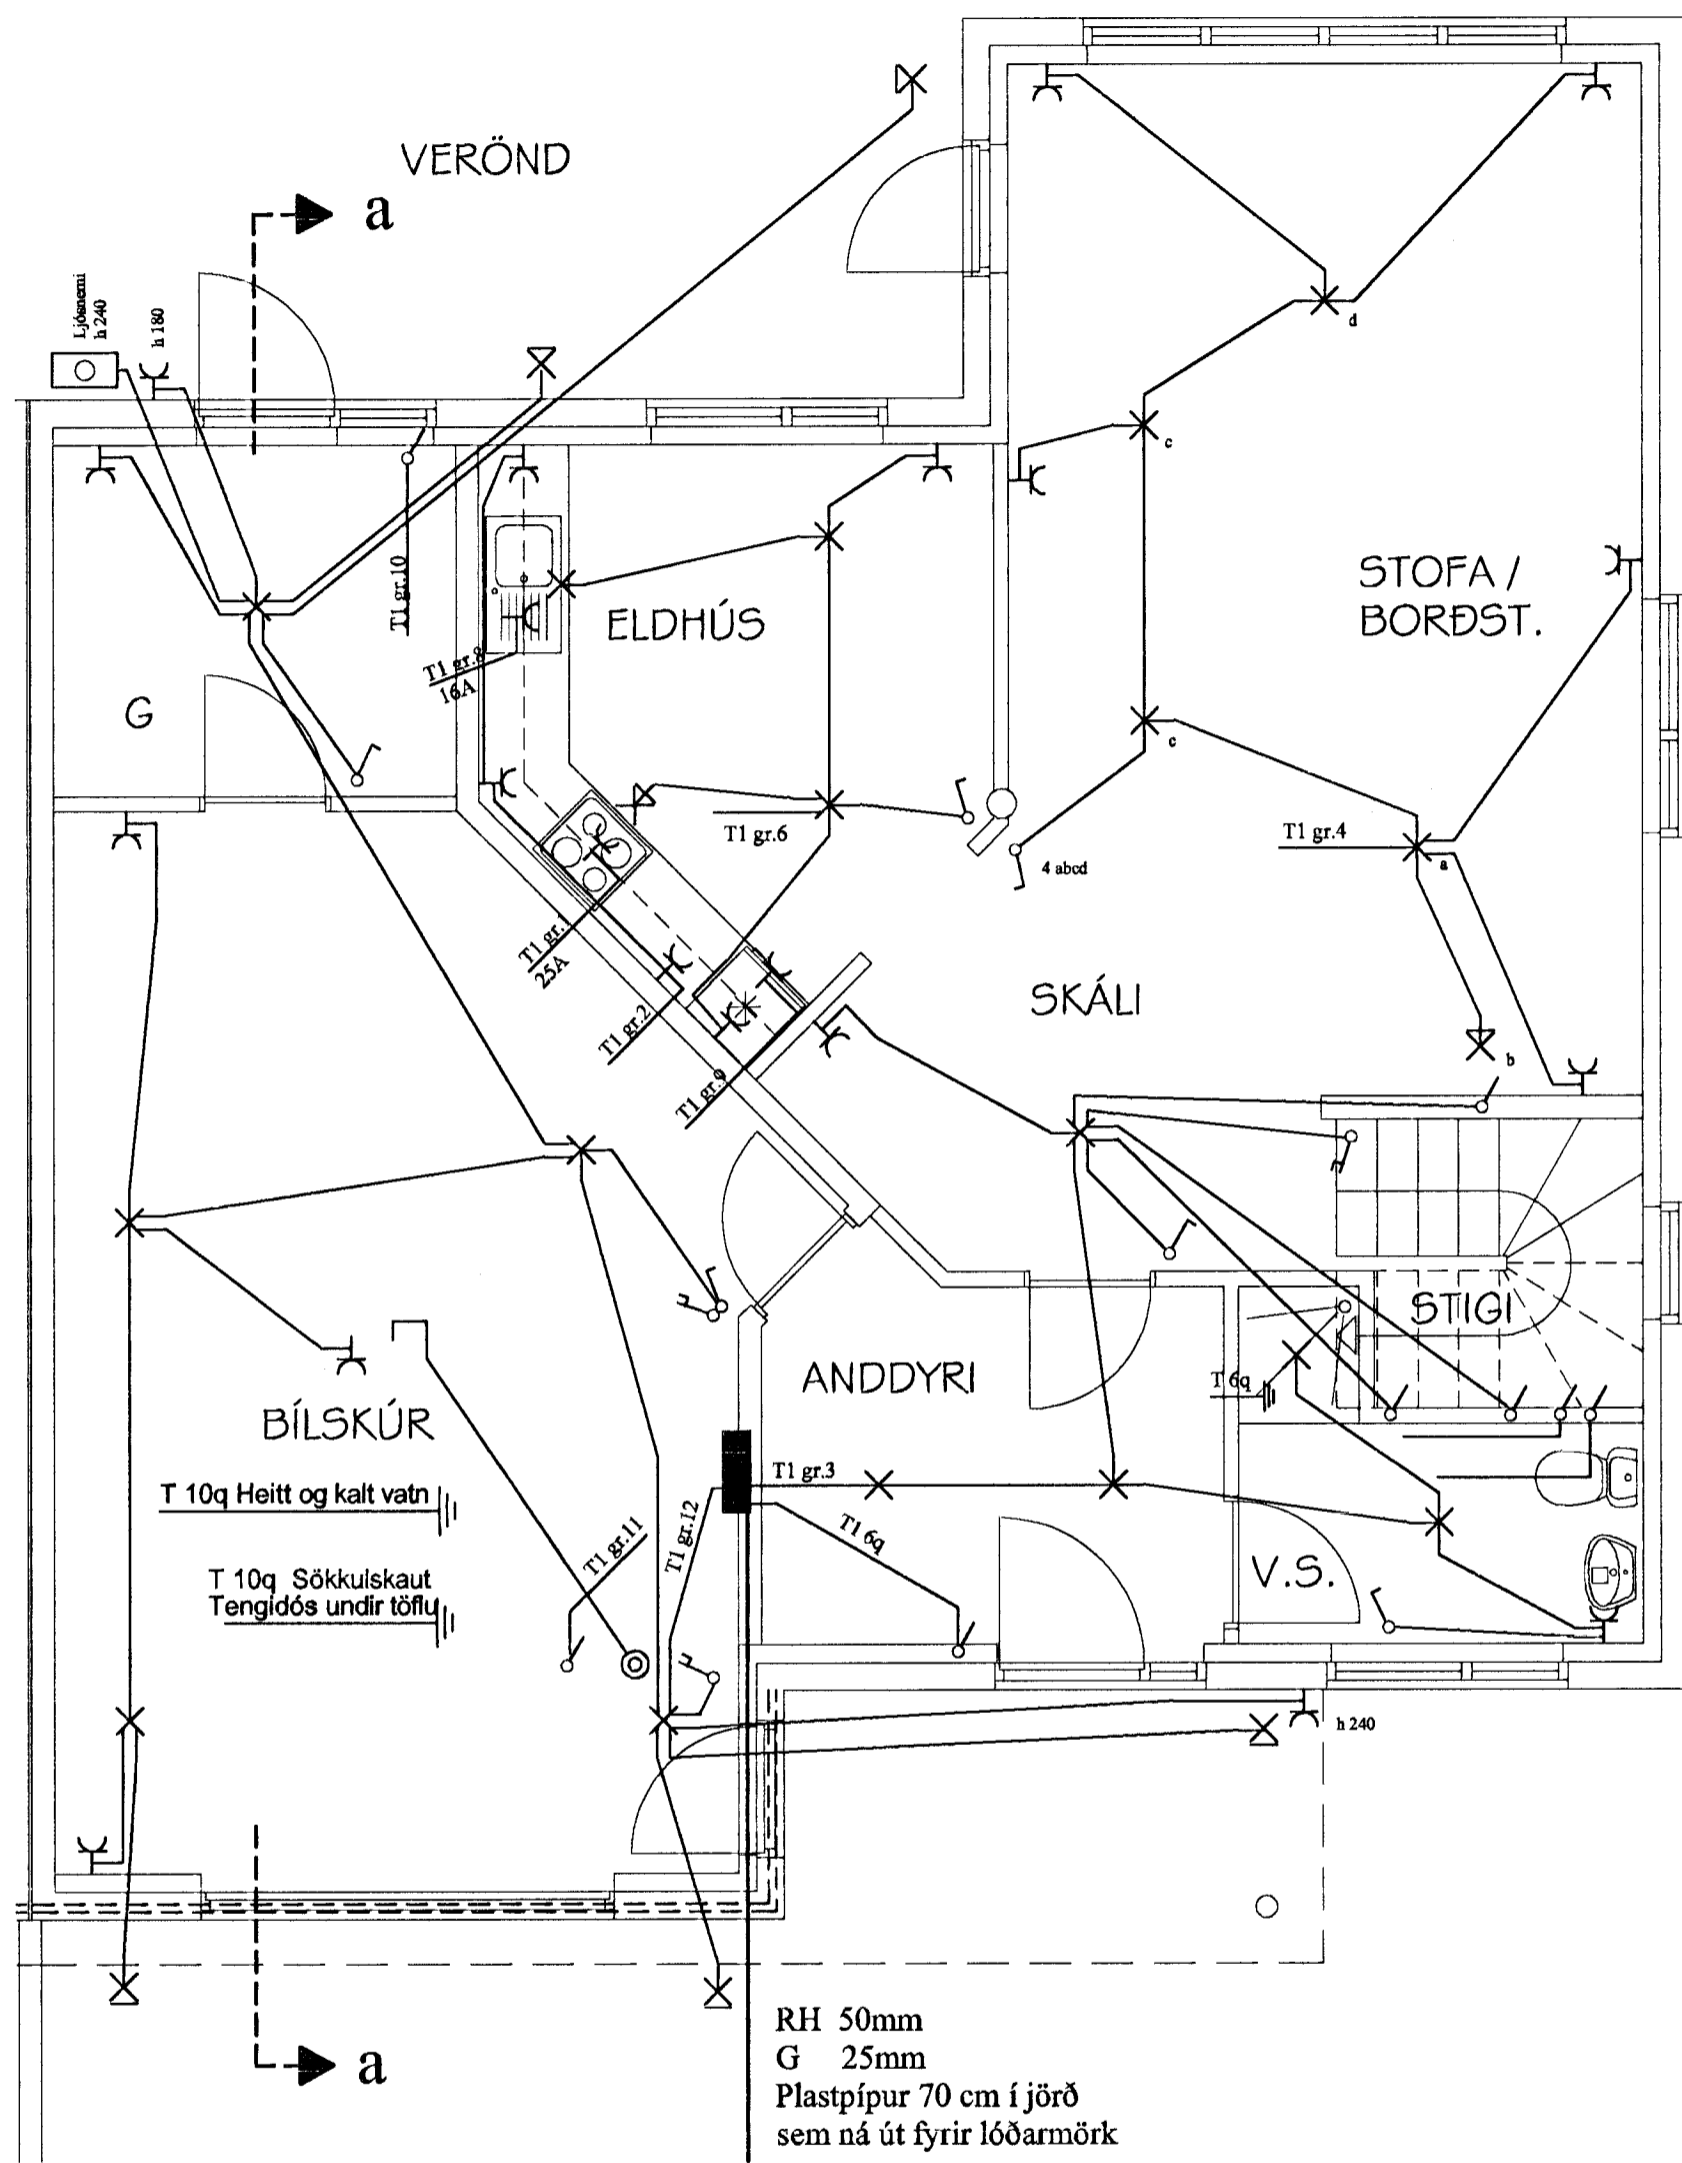 VERÖND
a
Ljósnemi
h 240
h 180
T1 gr.10
ELDHÚS
STOFA /
BORÐST.
d
c
c
T1 gr.8
16A
G
T1 gr.6
4 abcd
T1 gr.4
a
T1 gr.1
25A
T1 gr.2
T1 gr.9
SKÁLI
b
STIGI
ANDDYRI
T 6q
BÍLSKÚR
T1 gr.3
T 10q Heitt og kalt vatn
T1 gr.11
T1 gr.12
T1 6q
V.S.
T 10q Sökkulskaut
Tengidós undir töflu
h 240
a
RH 50mm
G 25mm
Plastpípur 70 cm í jörð
sem ná út fyrir lóðarmörk